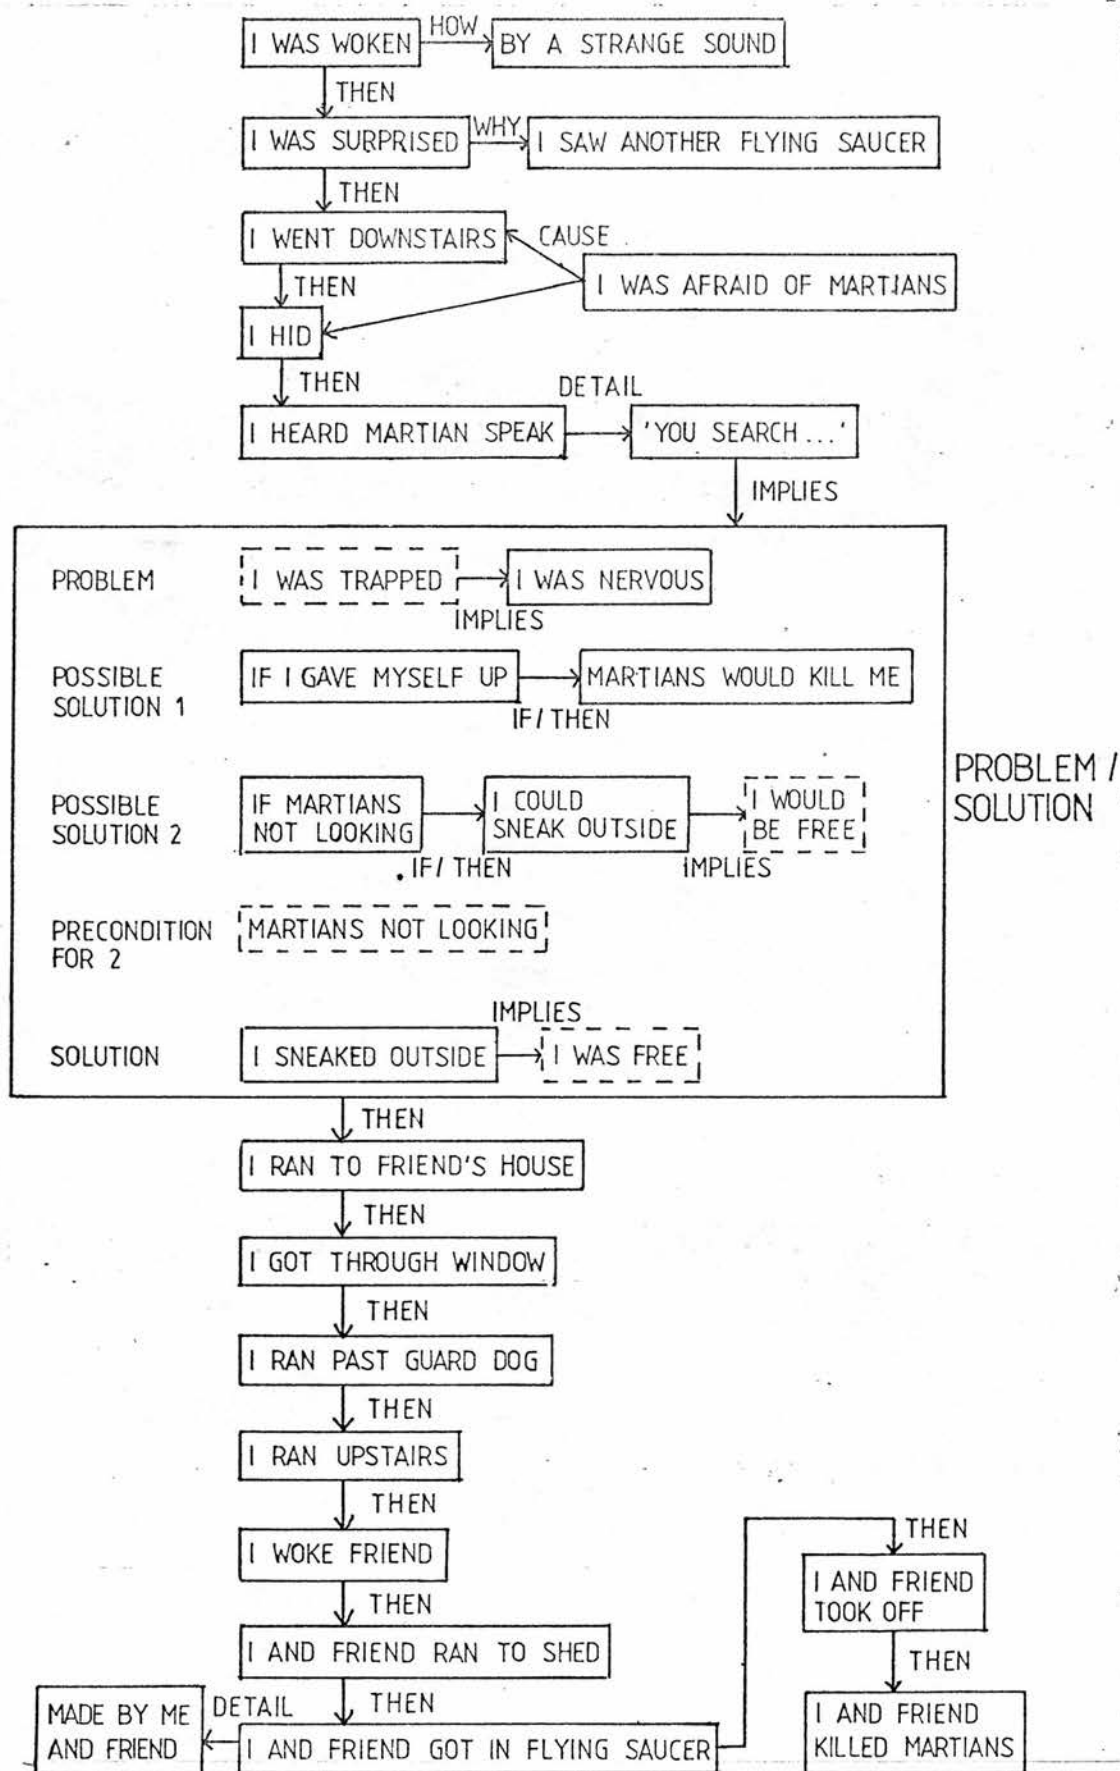 I WAS WOKEN HOW BY A STRANGE SOUND
THEN
I WAS SURPRISED WHY I SAW ANOTHER FLYING SAUCER
THEN
I WENT DOWNSTAIRS CAUSE
THEN I WAS AFRAID OF MARTIANS
I HID
THEN DETAIL
I HEARD MARTIAN SPEAK 'YOU SEARCH...'
IMPLIES
PROBLEM I WAS TRAPPED I WAS NERVOUS
IMPLIES
POSSIBLE
SOLUTION 1
IF I GAVE MYSELF UP MARTIANS WOULD KILL ME
IF/THEN
POSSIBLE
SOLUTION 2
IF MARTIANS
NOT LOOKING
I COULD
SNEAK OUTSIDE
I WOULD
BE FREE
IF/THEN IMPLIES
PROBLEM /
SOLUTION
PRECONDITION
FOR 2
MARTIANS NOT LOOKING
IMPLIES
SOLUTION I SNEAKED OUTSIDE I WAS FREE
THEN
I RAN TO FRIEND'S HOUSE
THEN
I GOT THROUGH WINDOW
THEN
I RAN PAST GUARD DOG
THEN
I RAN UPSTAIRS
THEN
I WOKE FRIEND
THEN
I AND FRIEND RAN TO SHED
THEN
I AND FRIEND GOT IN FLYING SAUCER
DETAIL
MADE BY ME
AND FRIEND
THEN
I AND FRIEND
TOOK OFF
THEN
I AND FRIEND
KILLED MARTIANS